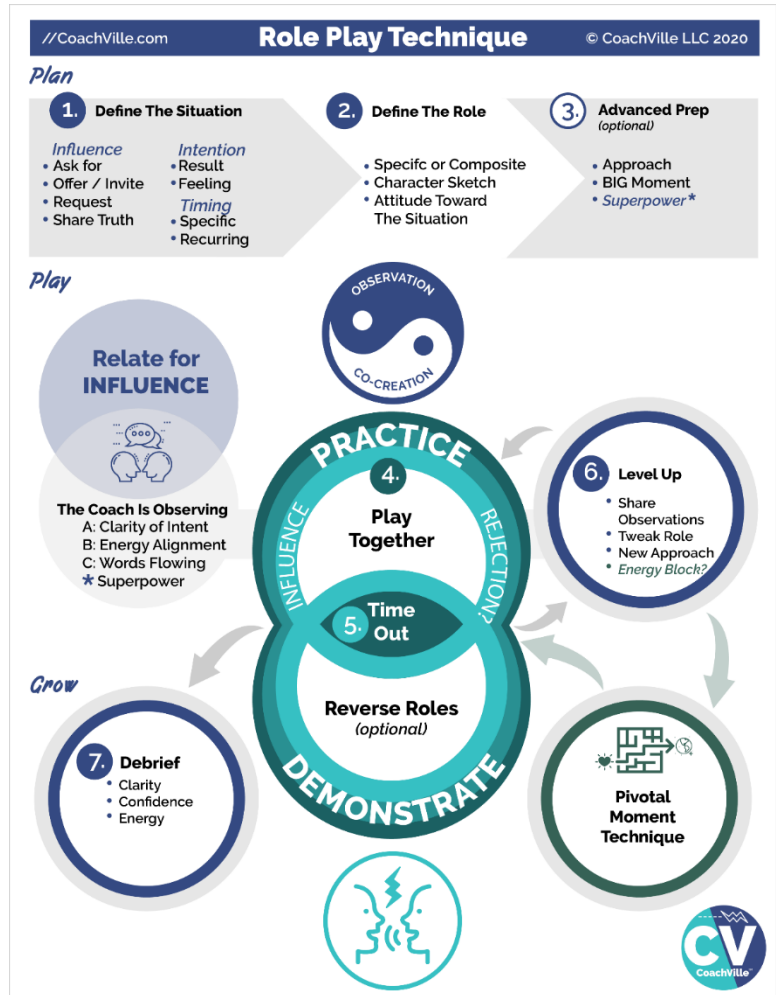 //CoachVille.com
Role Play Technique
© CoachVille LLC 2020
Plan
1.
Define The Situation
Influence
• Ask for
• Offer / Invite
• Request
• Share Truth
Intention
• Result
• Feeling
Timing
• Specific
• Recurring
2.
Define The Role
• Specifc or Composite
• Character Sketch
• Attitude Toward
The Situation
3.
Advanced Prep
(optional)
• Approach
• BIG Moment
• Superpower*
Play
OBSERVATION
CO-CREATION
Relate for
INFLUENCE
The Coach Is Observing
A: Clarity of Intent
B: Energy Alignment
C: Words Flowing
* Superpower
PRACTICE
INFLUENCE
REJECTION?
4.
Play
Together
5.
Time
Out
Reverse Roles
(optional)
DEMONSTRATE
6.
Level Up
• Share
Observations
• Tweak Role
• New Approach
• Energy Block?
Grow
7.
Debrief
• Clarity
• Confidence
• Energy
Pivotal
Moment
Technique
CV
CoachVille